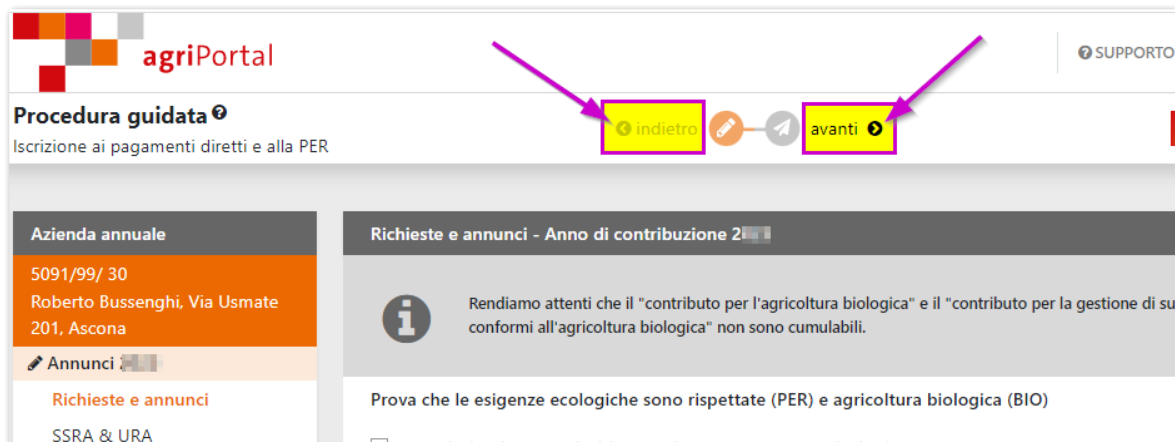 agriPortal
SUPPORTO
Procedura guidata
Iscrizione ai pagamenti diretti e alla PER
indietro
avanti
Azienda annuale
5091/99/ 30
Roberto Bussenghi, Via Usmate
201, Ascona
Annunci
Richieste e annunci
SSRA & URA
Richieste e annunci - Anno di contribuzione 2
Rendiamo attenti che il "contributo per l'agricoltura biologica" e il "contributo per la gestione di su
conformi all'agricoltura biologica" non sono cumulabili.
Prova che le esigenze ecologiche sono rispettate (PER) e agricoltura biologica (BIO)